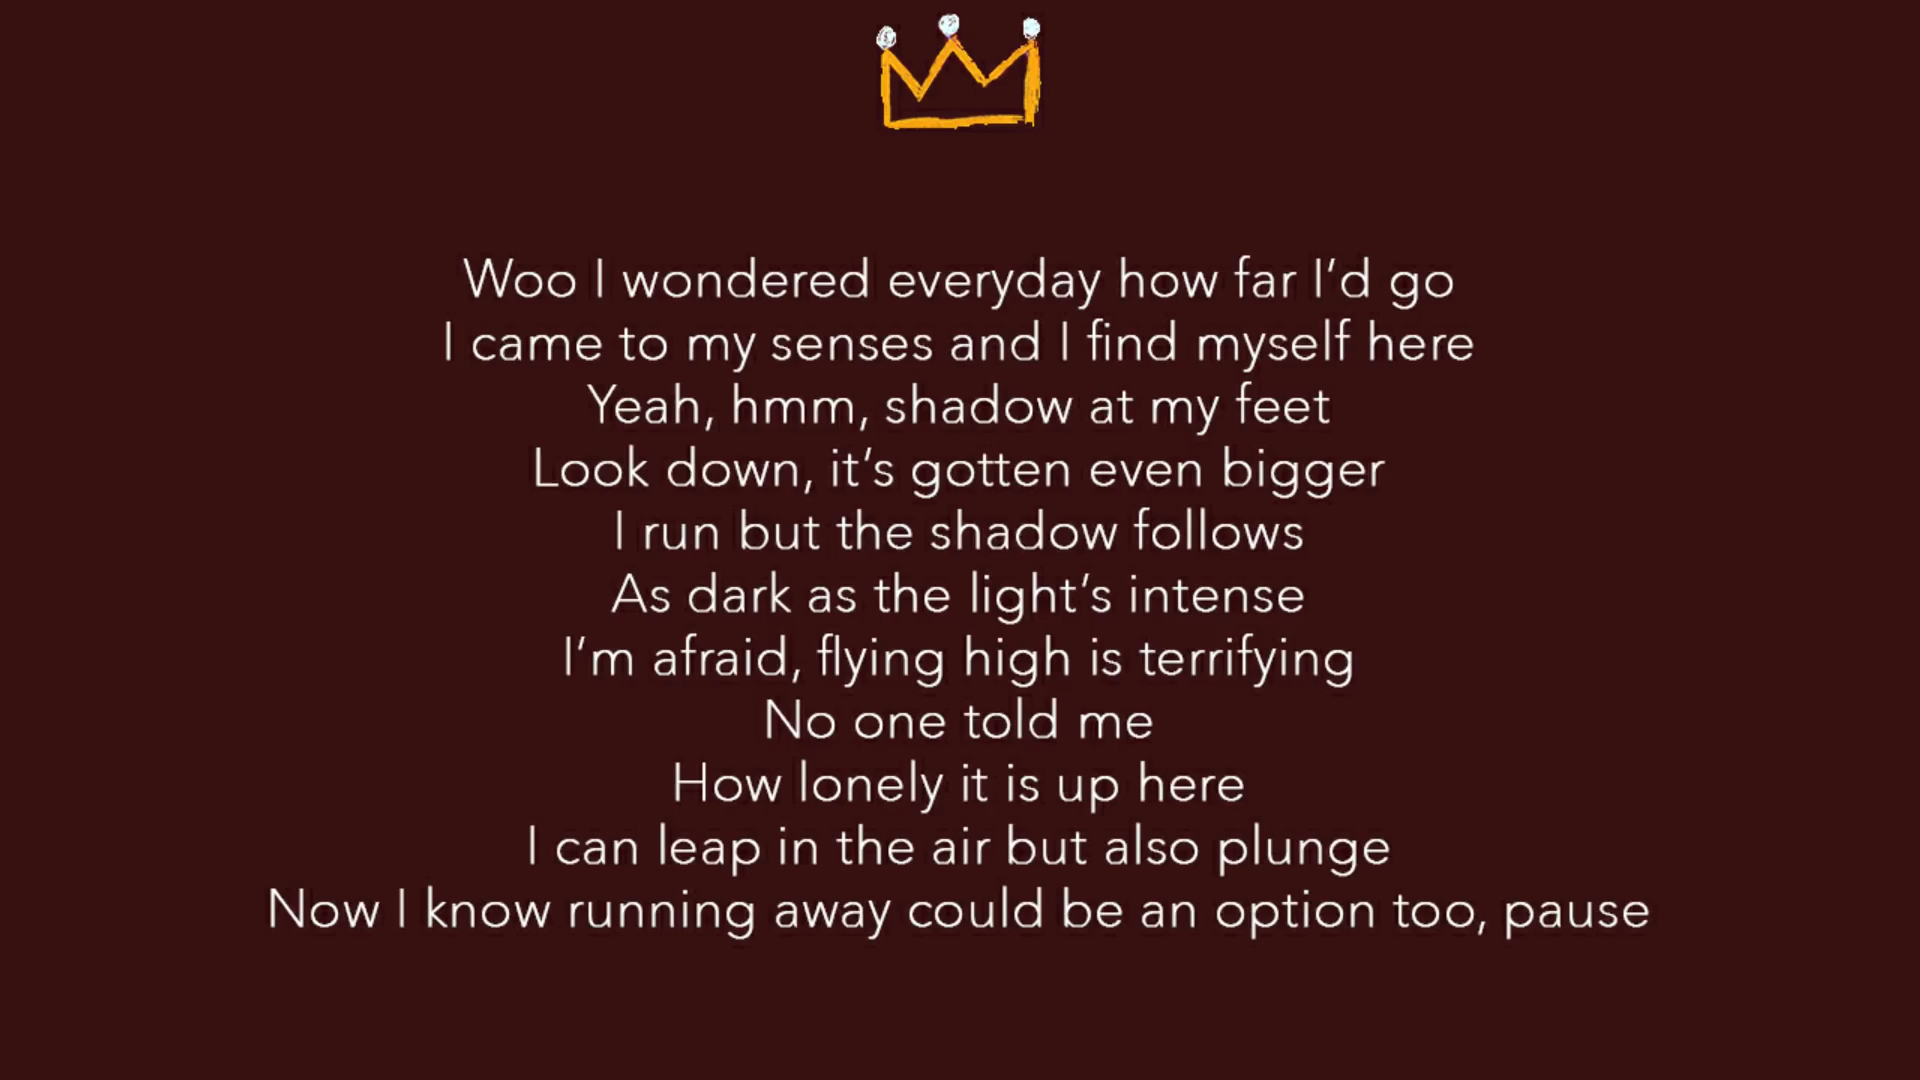 Woo I wondered everyday how far I’d go
I came to my senses and I find myself here
Yeah, hmm, shadow at my feet
Look down, it’s gotten even bigger
I run but the shadow follows
As dark as the light’s intense
I’m afraid, flying high is terrifying
No one told me
How lonely it is up here
I can leap in the air but also plunge
Now I know running away could be an option too, pause